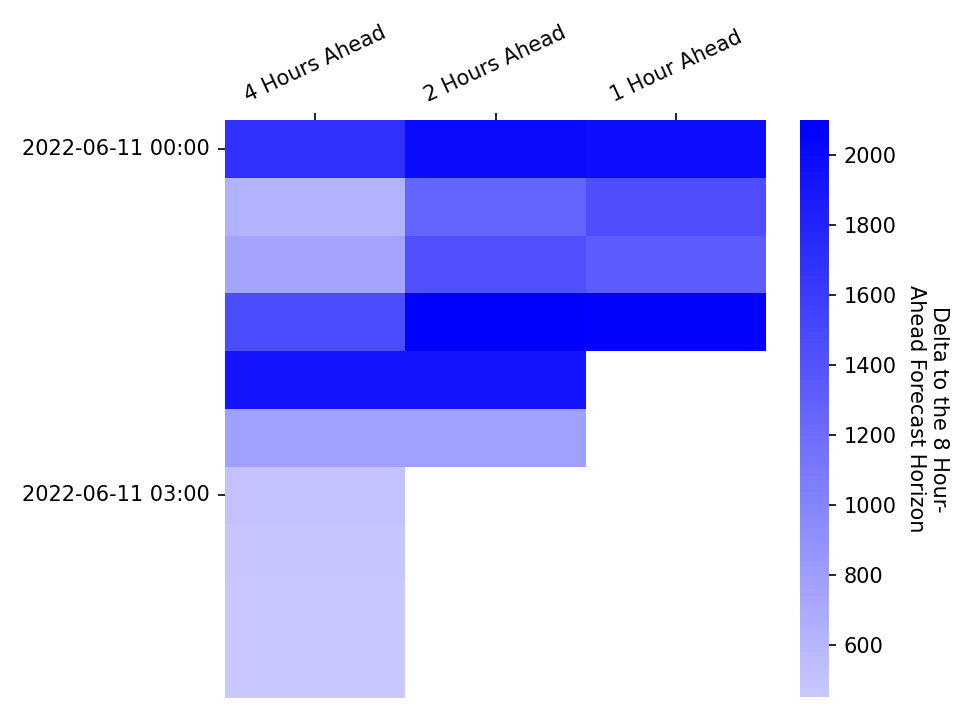 4 Hours Ahead
2 Hours Ahead
1 Hour Ahead
2022-06-11 00:00
2022-06-11 03:00
2000
1800
1600
1400
1200
1000
800
600
Delta to the 8 Hour-
Ahead Forecast Horizon